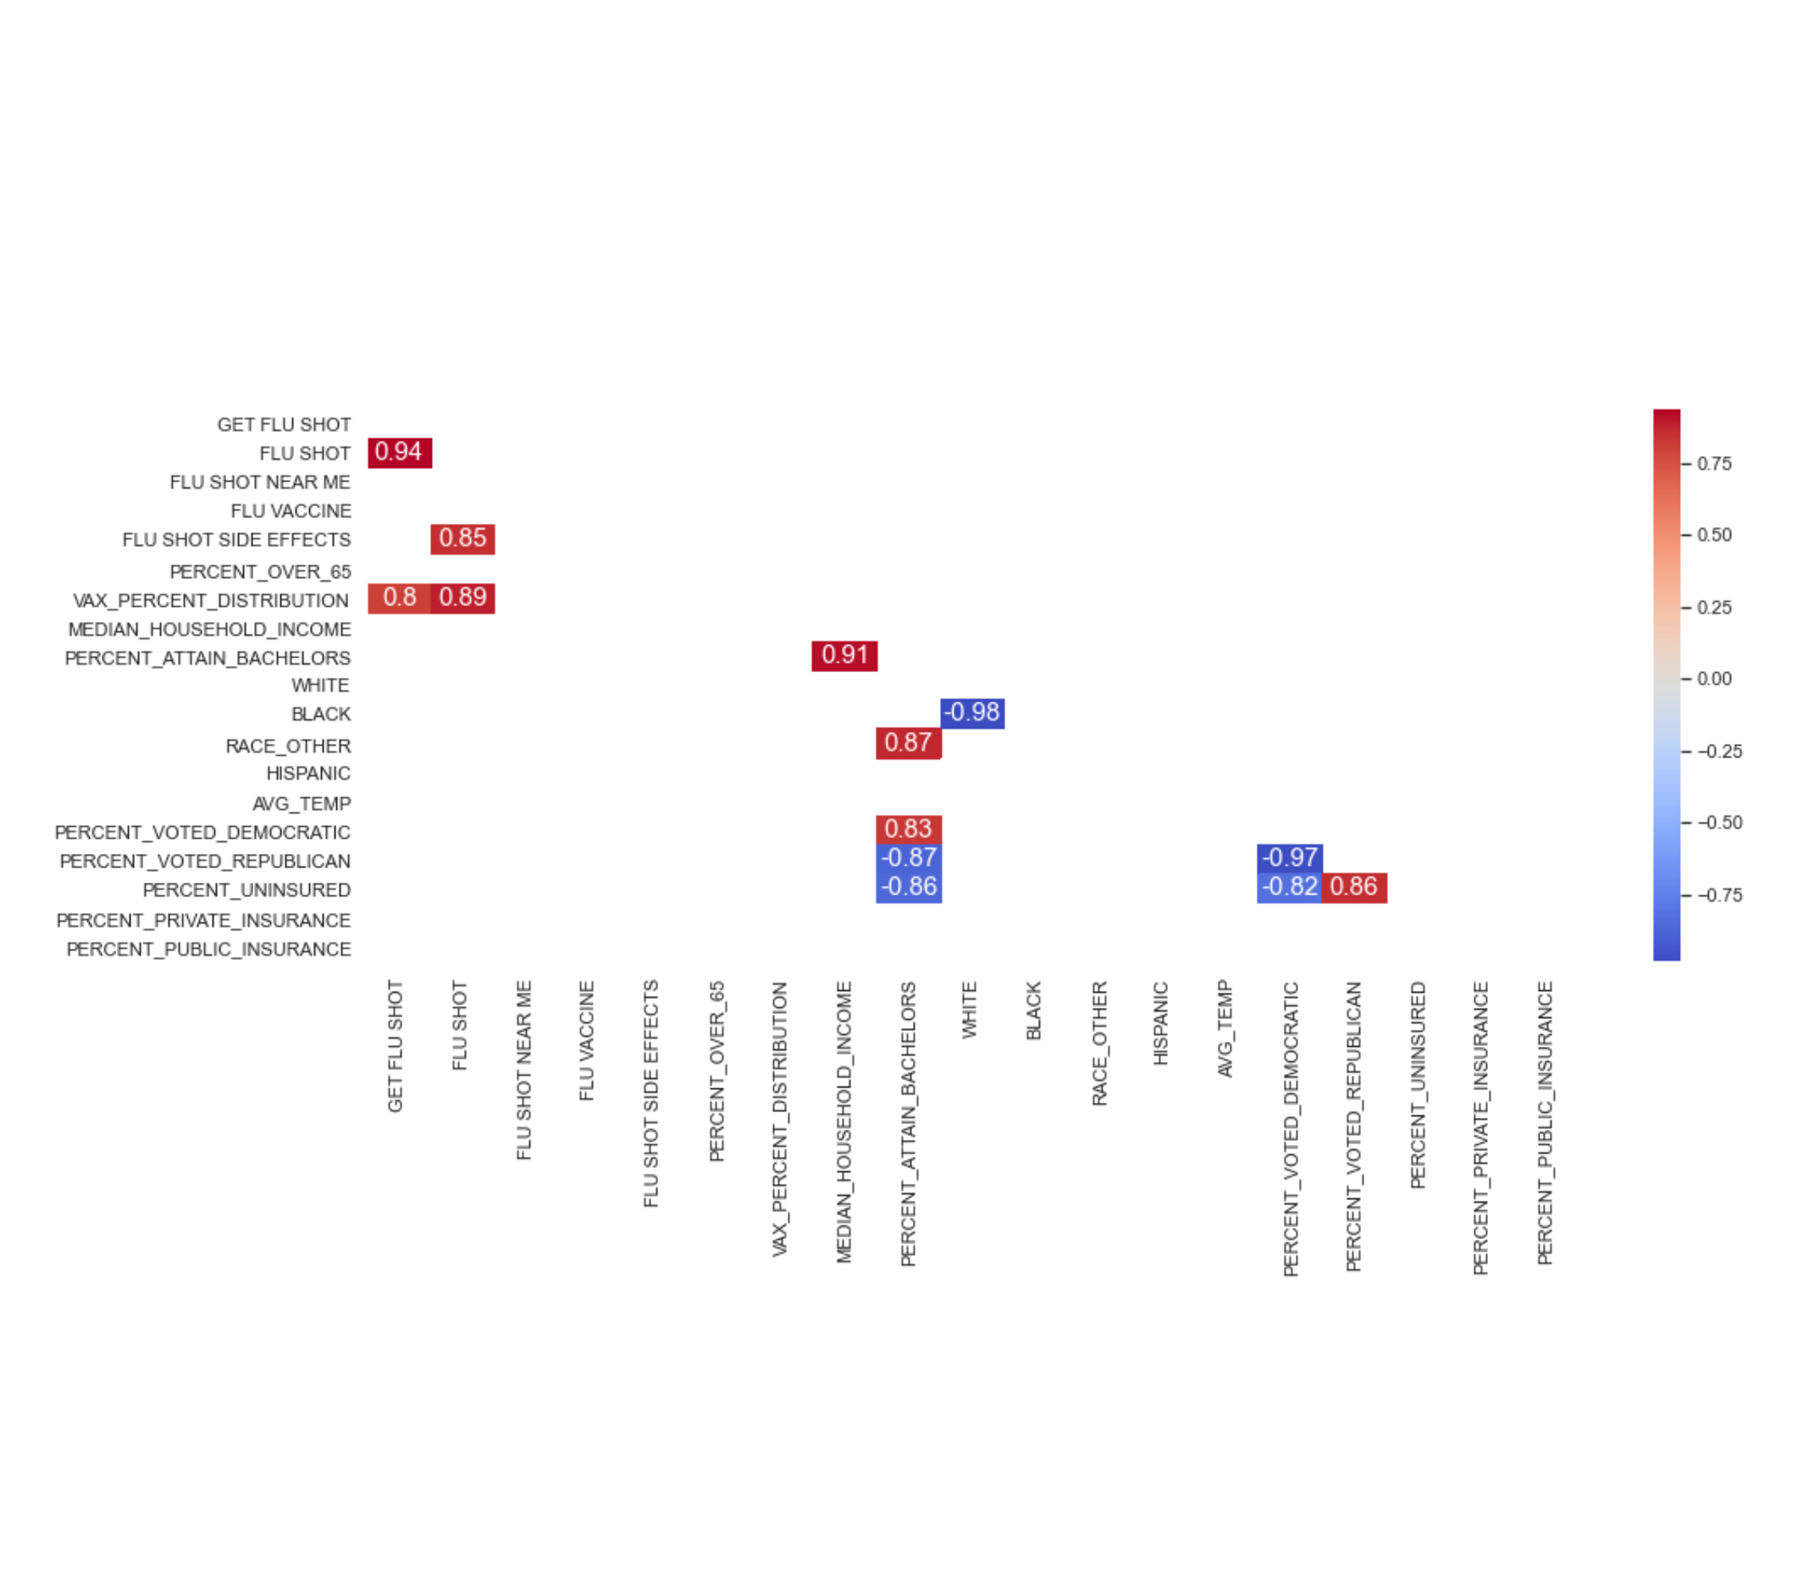 GET FLU SHOT
FLU SHOT 0.94
FLU SHOT NEAR ME
FLU VACCINE
FLU SHOT SIDE EFFECTS 0.85
PERCENT_OVER_65
VAX_PERCENT_DISTRIBUTION 0.8 0.89
MEDIAN_HOUSEHOLD_INCOME
PERCENT_ATTAIN_BACHELORS 0.91
WHITE
BLACK -0.98
RACE_OTHER 0.87
HISPANIC
AVG_TEMP
PERCENT_VOTED_DEMOCRATIC 0.83
PERCENT_VOTED_REPUBLICAN -0.87 -0.97
PERCENT_UNINSURED -0.86 -0.82 0.86
PERCENT_PRIVATE_INSURANCE
PERCENT_PUBLIC_INSURANCE
GET FLU SHOT
FLU SHOT
FLU SHOT NEAR ME
FLU VACCINE
FLU SHOT SIDE EFFECTS
PERCENT_OVER_65
VAX_PERCENT_DISTRIBUTION
MEDIAN_HOUSEHOLD_INCOME
PERCENT_ATTAIN_BACHELORS
WHITE
BLACK
RACE_OTHER
HISPANIC
AVG_TEMP
PERCENT_VOTED_DEMOCRATIC
PERCENT_VOTED_REPUBLICAN
PERCENT_UNINSURED
PERCENT_PRIVATE_INSURANCE
PERCENT_PUBLIC_INSURANCE
0.75
0.50
0.25
0.00
−0.25
−0.50
−0.75